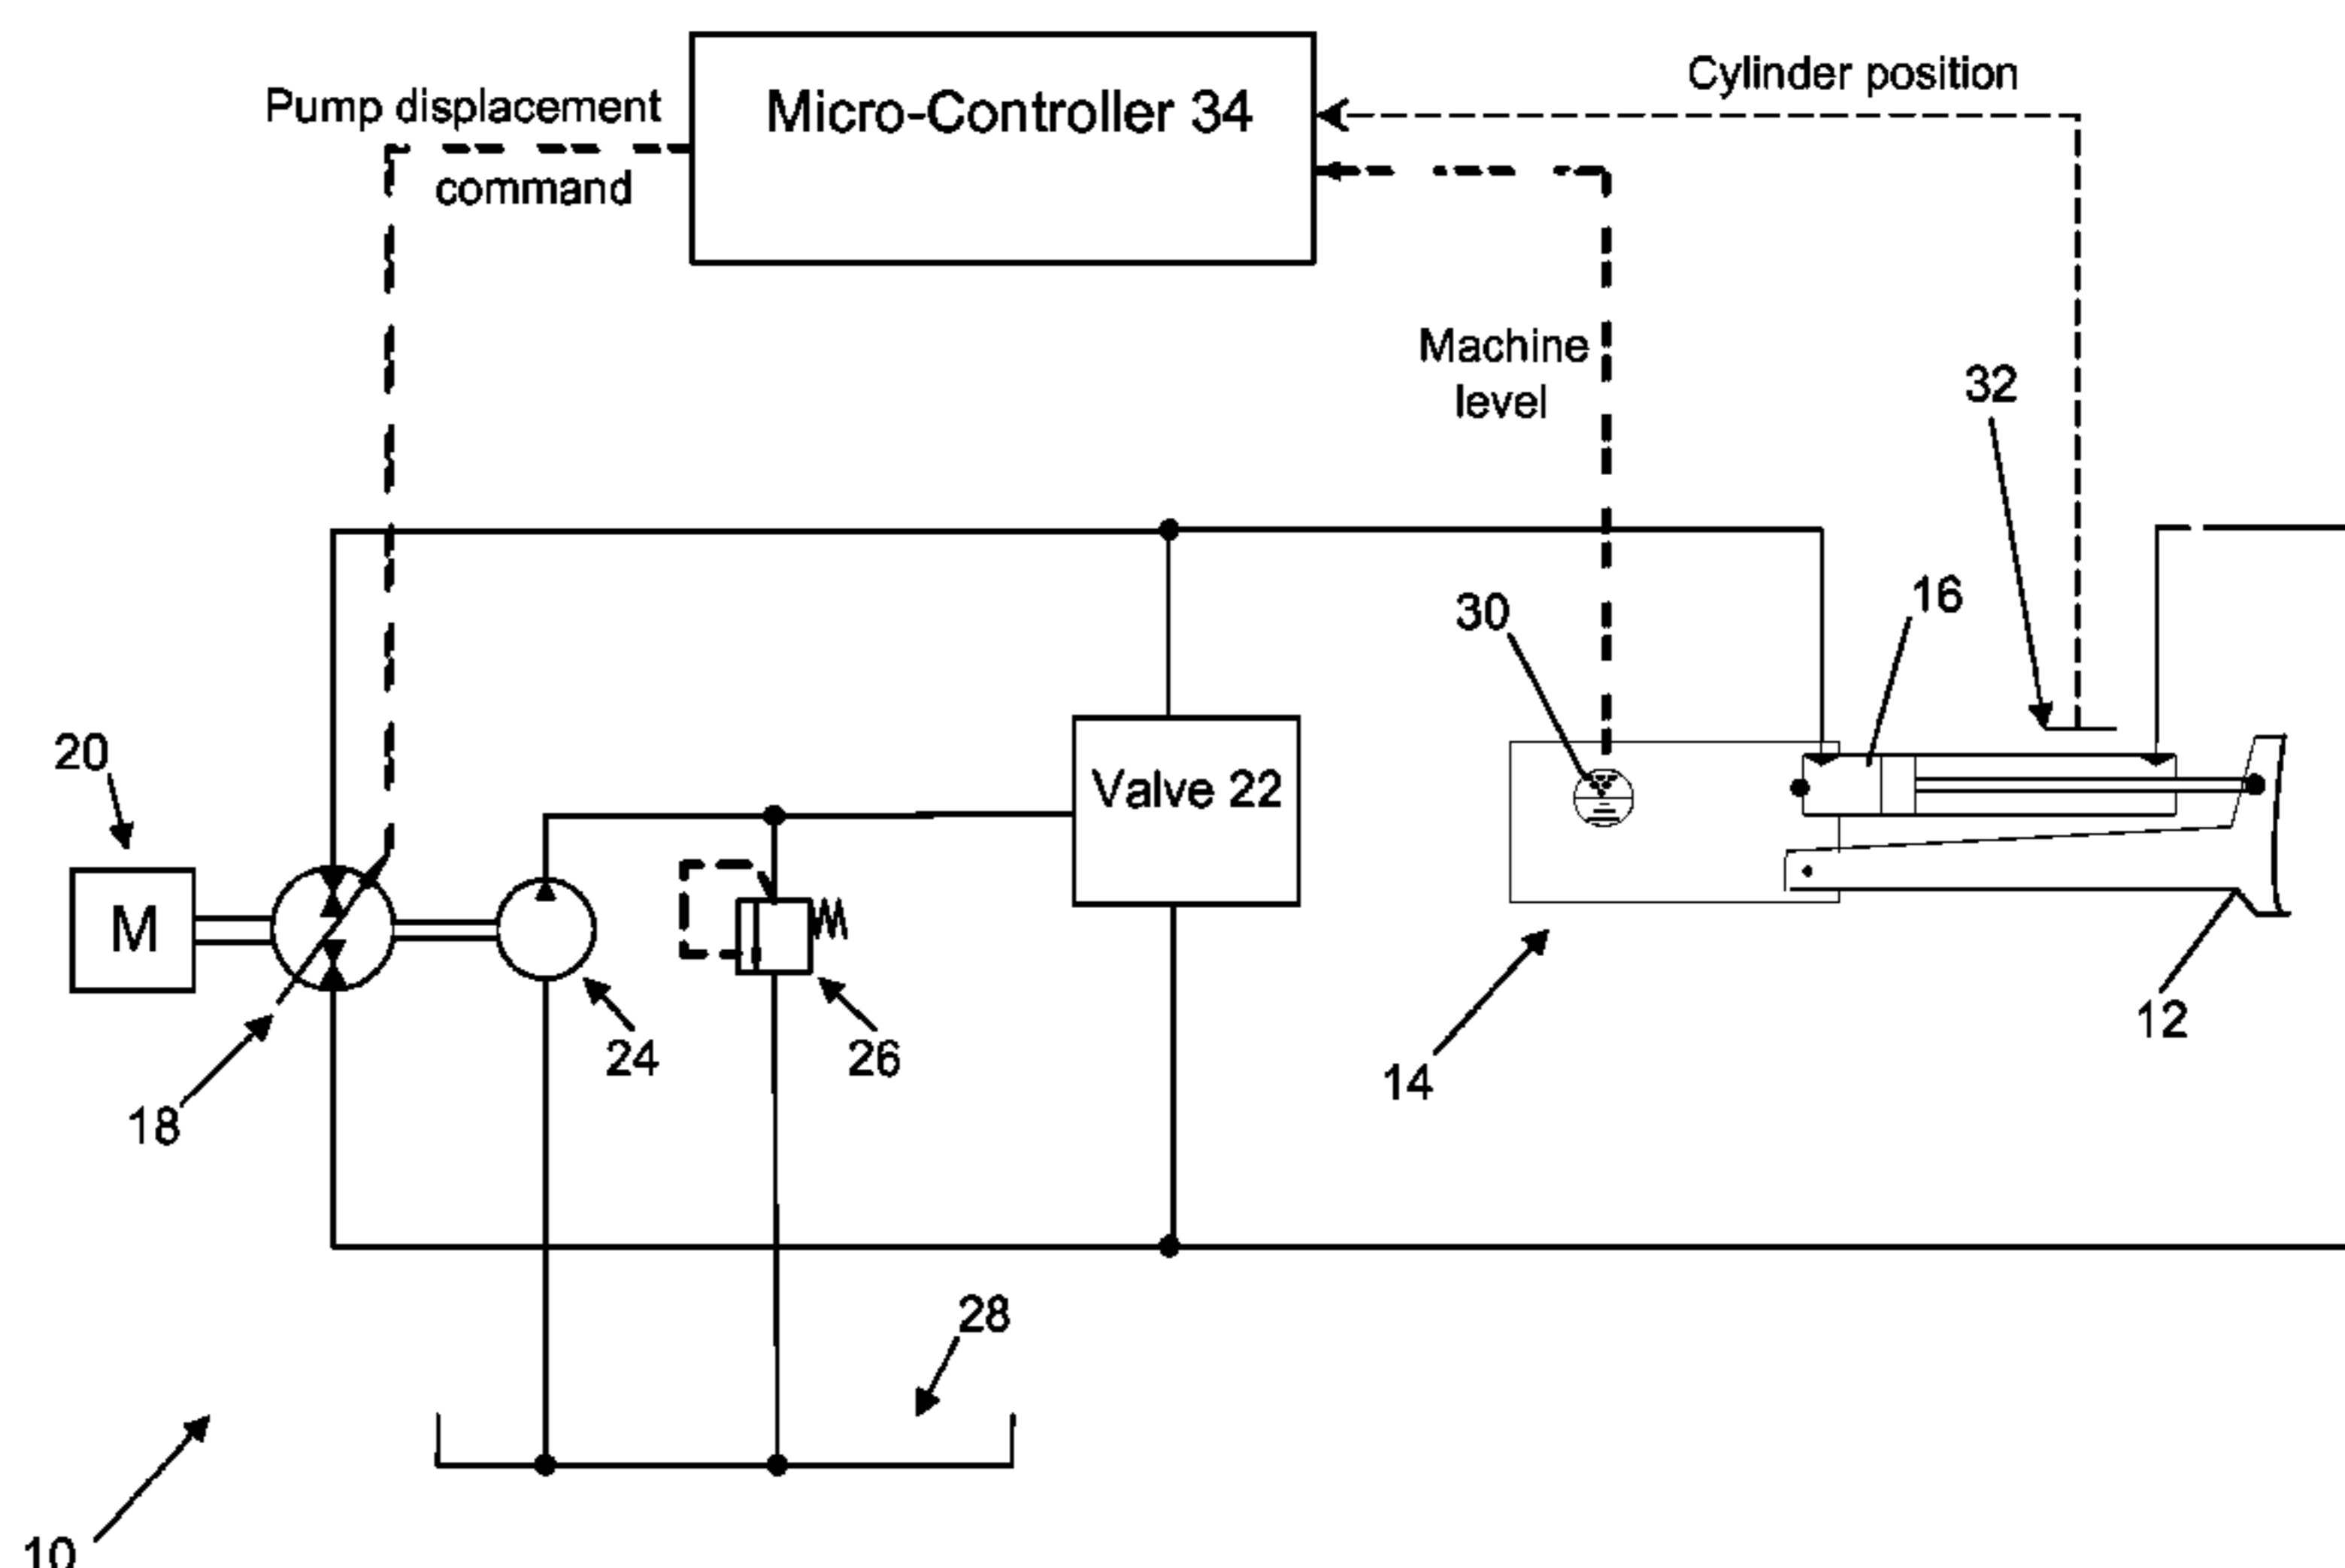 Cylinder position
Pump displacement
command
Micro-Controller 34
Machine
level
32
30
16
20
Valve 22
M
18
24
26
14
12
28
10